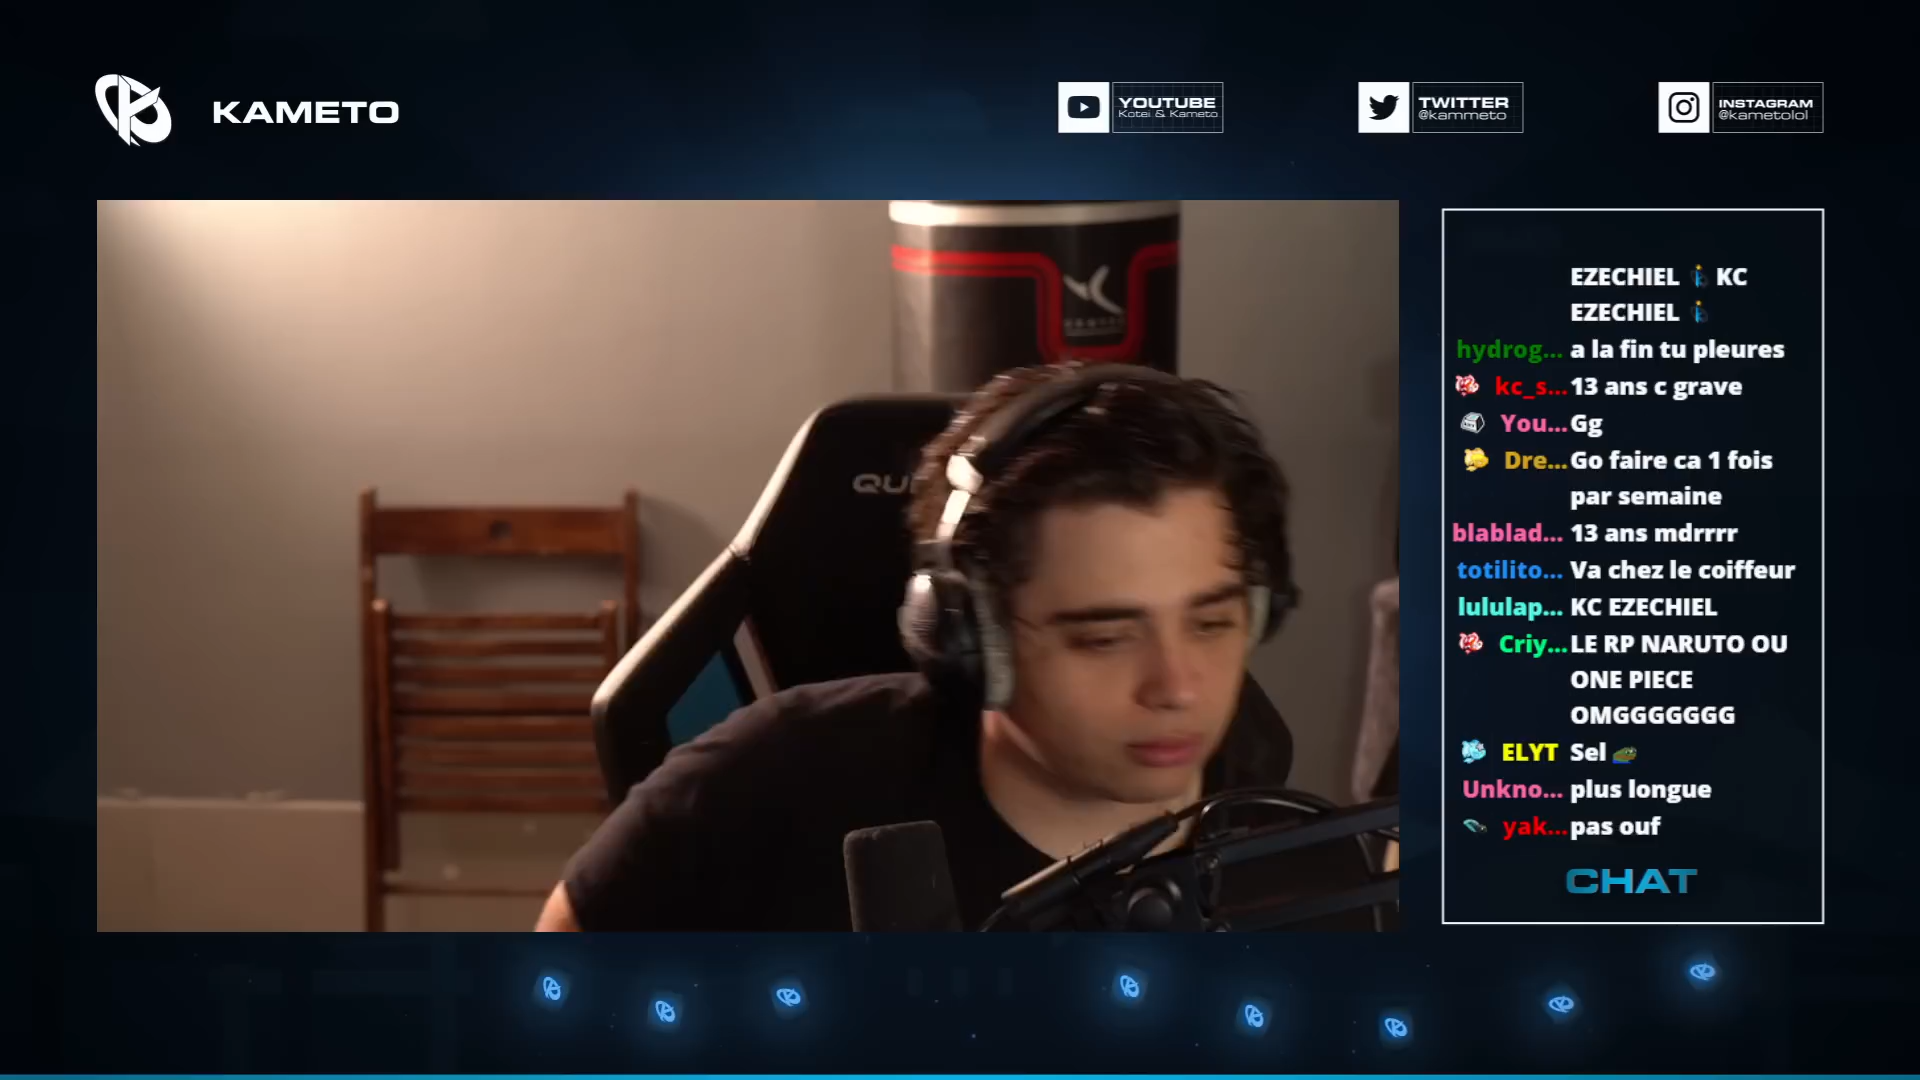 KAMETO
YOUTUBE
Kotei & Kameto
TWITTER
@kammeto
INSTAGRAM
@kametolol
EZECHIEL KC
EZECHIEL
hydrog... a la fin tu pleures
kc_s... 13 ans c grave
You... Gg
Dre... Go faire ca 1 fois
par semaine
blablad... 13 ans mdrrrr
totilito... Va chez le coiffeur
lululap... KC EZECHIEL
Criy... LE RP NARUTO OU
ONE PIECE
OMGGGGGGG
ELYT Sel
Unkno... plus longue
yak... pas ouf
CHAT